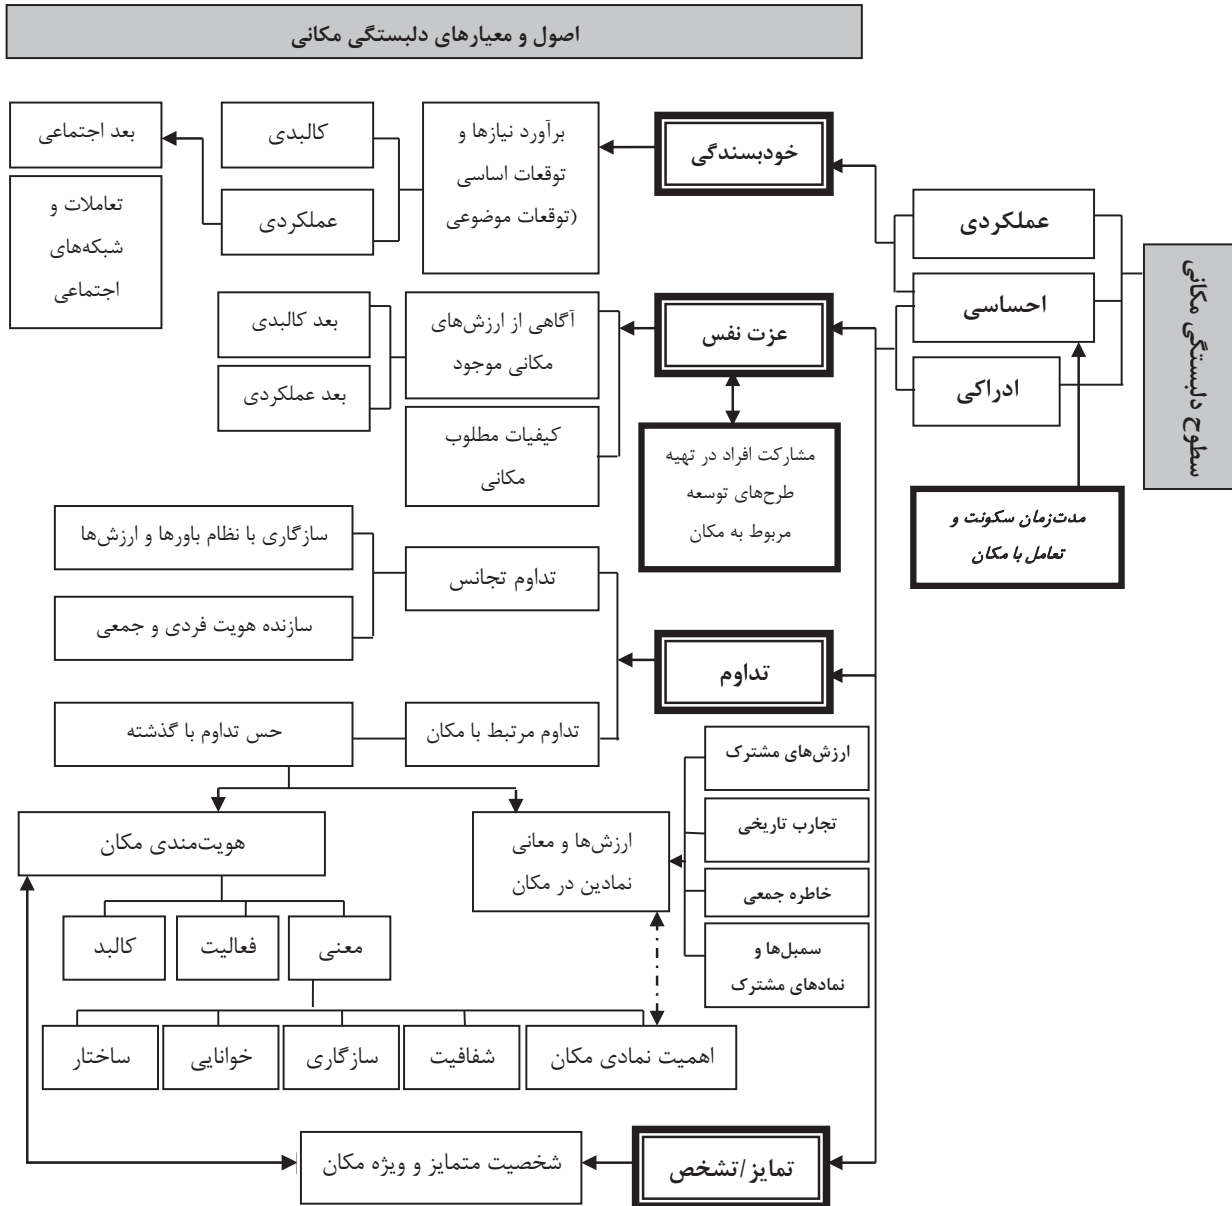 اصول و معیارهای دلبستگی مکانی
سطوح دلبستگی مکانی
عملکردی
احساسی
ادراکی
مدت‌زمان سکونت و
تعامل با مکان
خودبسندگی
برآورد نیازها و
توقعات اساسی
(توقعات موضوعی
کالبدی
عملکردی
بعد اجتماعی
تعاملات و
شبکه‌های
اجتماعی
عزت نفس
آگاهی از ارزش‌های
مکانی موجود
بعد کالبدی
بعد عملکردی
کیفیات مطلوب
مکانی
مشارکت افراد در تهیه
طرح‌های توسعه
مربوط به مکان
تداوم
تداوم تجانس
سازگاری با نظام باورها و ارزش‌ها
سازنده هویت فردی و جمعی
تداوم مرتبط با مکان
حس تداوم با گذشته
ارزش‌های مشترک
تجارب تاریخی
خاطره جمعی
سمبل‌ها و
نمادهای مشترک
ارزش‌ها و معانی
نمادین در مکان
هویت‌مندی مکان
معنی
فعالیت
کالبد
اهمیت نمادی مکان
شفافیت
سازگاری
خوانایی
ساختار
تمایز/تشخص
شخصیت متمایز و ویژه مکان